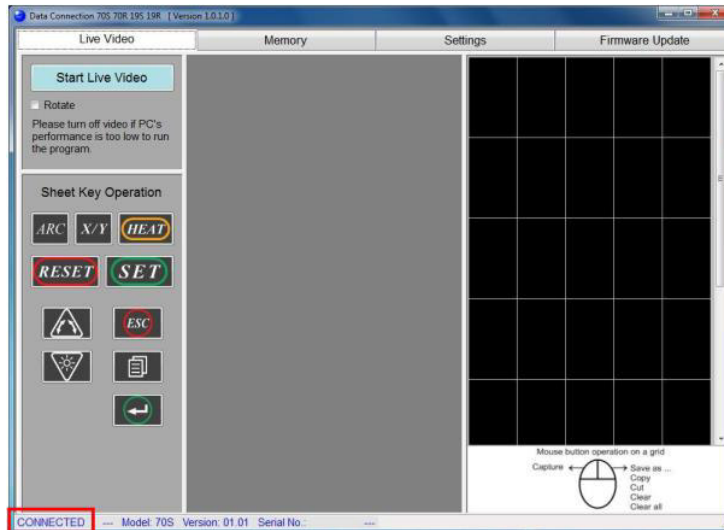 Data Connection 70S 70R 19S 19R [ Version 1.0.1.0 ]
Live Video
Memory
Settings
Firmware Update
Start Live Video
Rotate
Please turn off video if PC's
performance is too low to run
the program.
Sheet Key Operation
ARC X/Y HEAT
RESET SET
ESC
Mouse button operation on a grid
Capture
Save as ...
Copy
Cut
Clear
Clear all
CONNECTED --- Model: 70S Version: 01.01 Serial No.: ---